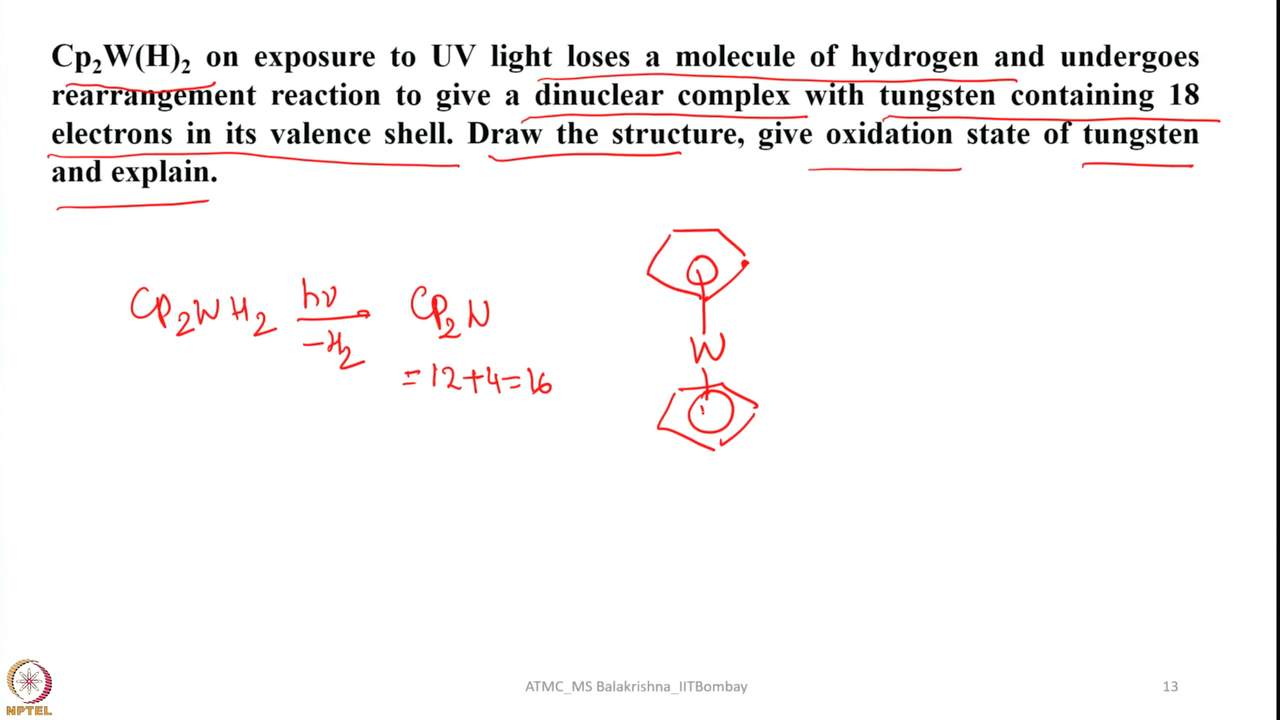 Cp₂W(H)₂ on exposure to UV light loses a molecule of hydrogen and undergoes
rearrangement reaction to give a dinuclear complex with tungsten containing 18
electrons in its valence shell. Draw the structure, give oxidation state of tungsten
and explain.
CP₂WH₂ hν -H₂ CP₂W
= 12+4=16
W
NPTEL
ATMC_MS Balakrishna_IITBombay
13